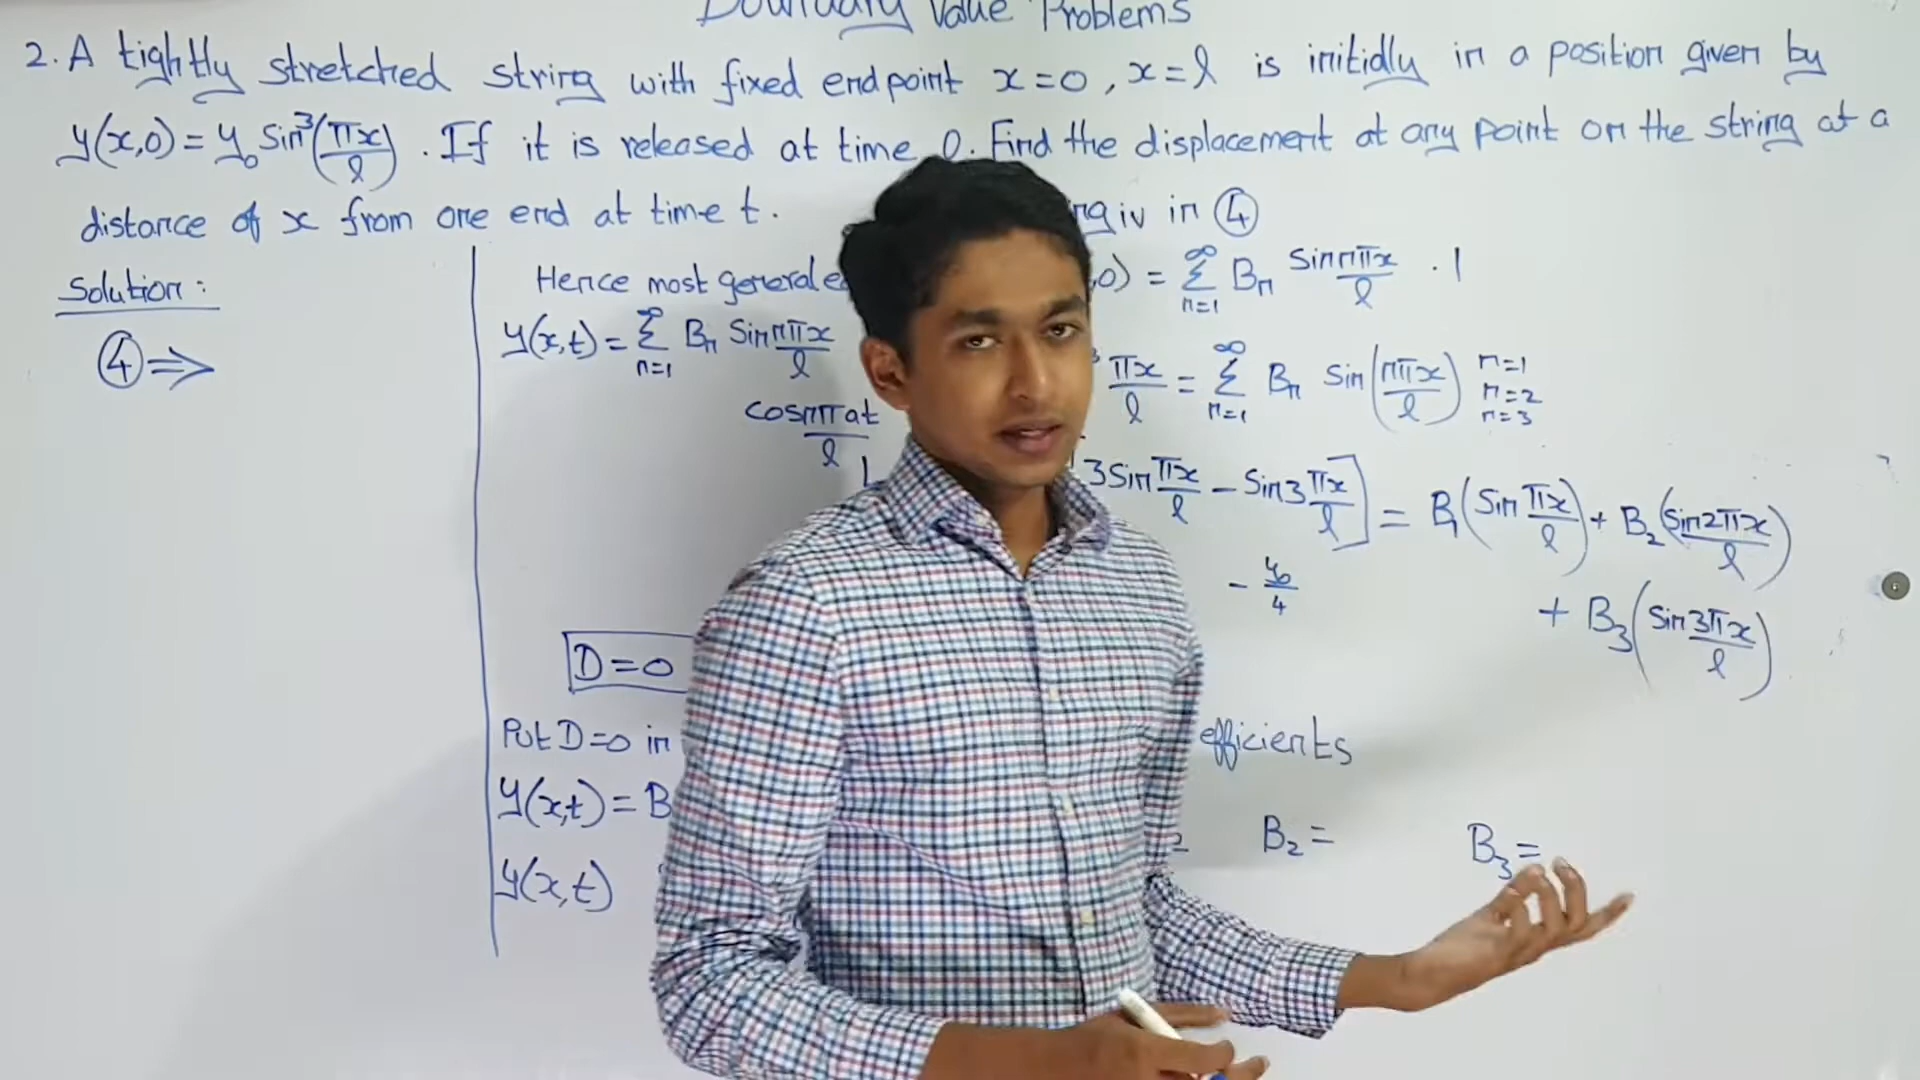 Boundary Value Problems
2. A tightly stretched string with fixed endpoint x=0, x=l is initially in a position given by
y(x,0) = y₀ sin³(πx/l). If it is released at time 0. Find the displacement at any point on the string at a
distance of x from one end at time t.
Solution:
④ ⇒
Hence most general
y(x,t) = ∑_{n=1}^{∞} Bₙ sin nπx/l
cos nπat/l
D=0
Put D=0 in
y(x,t) = B
y(x,t)
iv in ④
,0) = ∑_{n=1}^{∞} Bₙ sin nπx/l . 1
³ πx/l = ∑_{n=1}^{∞} Bₙ sin(nπx/l) n=1
n=2
n=3
3 sin πx/l − sin 3πx/l] = B₁(sin πx/l) + B₂(sin 2πx/l)
− y₀/4
+ B₃(sin 3πx/l)
efficients
B₂ =
B₃ =